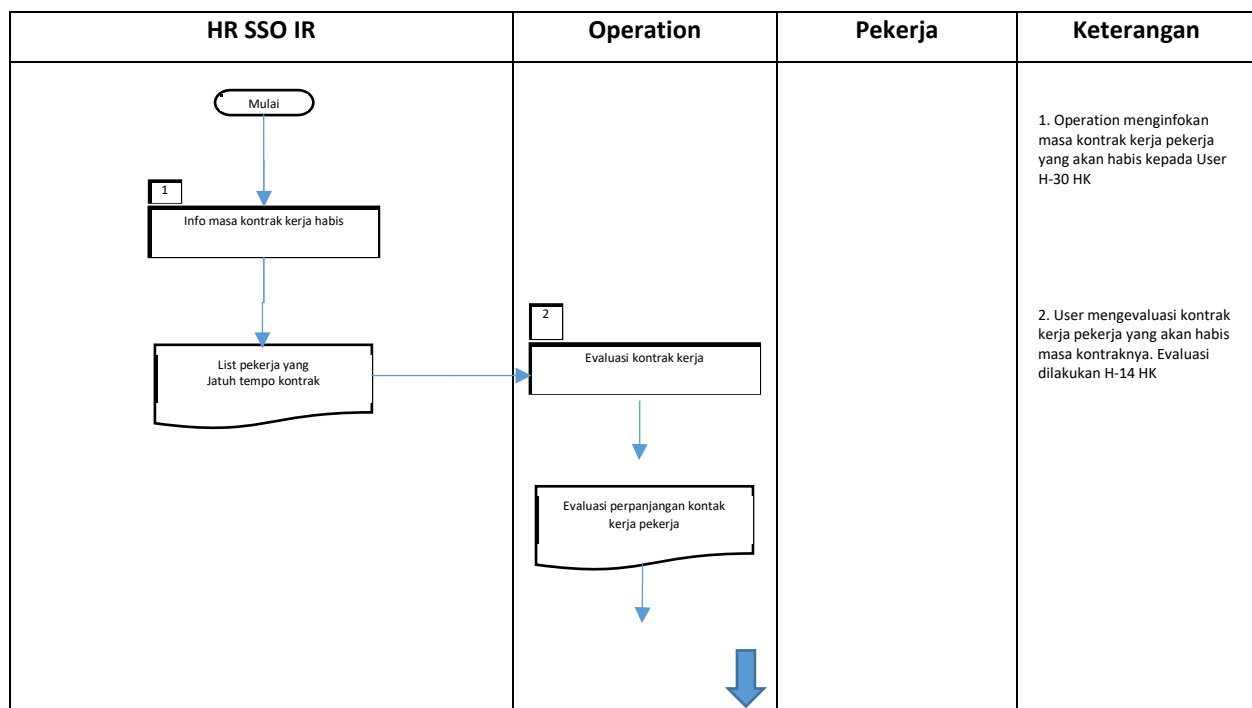 HR SSO IR
Operation
Pekerja
Keterangan
Mulai
1. Operation menginfokan
masa kontrak kerja pekerja
yang akan habis kepada User
H-30 HK
1
Info masa kontrak kerja habis
2
2. User mengevaluasi kontrak
kerja pekerja yang akan habis
masa kontraknya. Evaluasi
dilakukan H-14 HK
List pekerja yang
Jatuh tempo kontrak
Evaluasi kontrak kerja
Evaluasi perpanjangan kontak
kerja pekerja